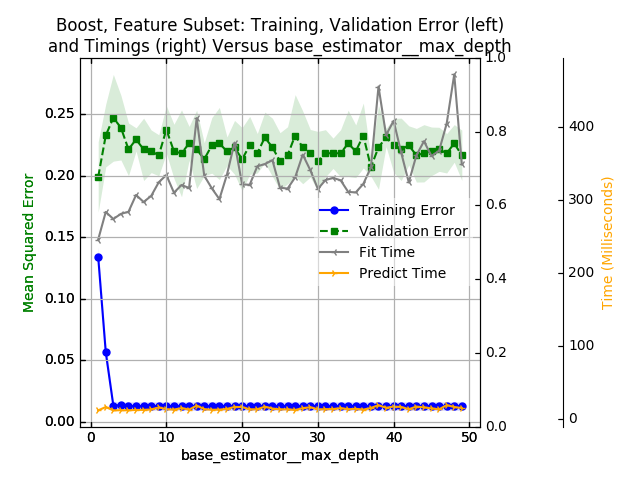 Boost, Feature Subset: Training, Validation Error (left)
and Timings (right) Versus base_estimator__max_depth
Mean Squared Error
0.25
0.20
0.15
0.10
0.05
0.00
0 10 20 30 40 50
base_estimator__max_depth
Training Error
Validation Error
Fit Time
Predict Time
1.0
0.8
0.6
0.4
0.2
0.0
400
300
200
100
0
Time (Milliseconds)